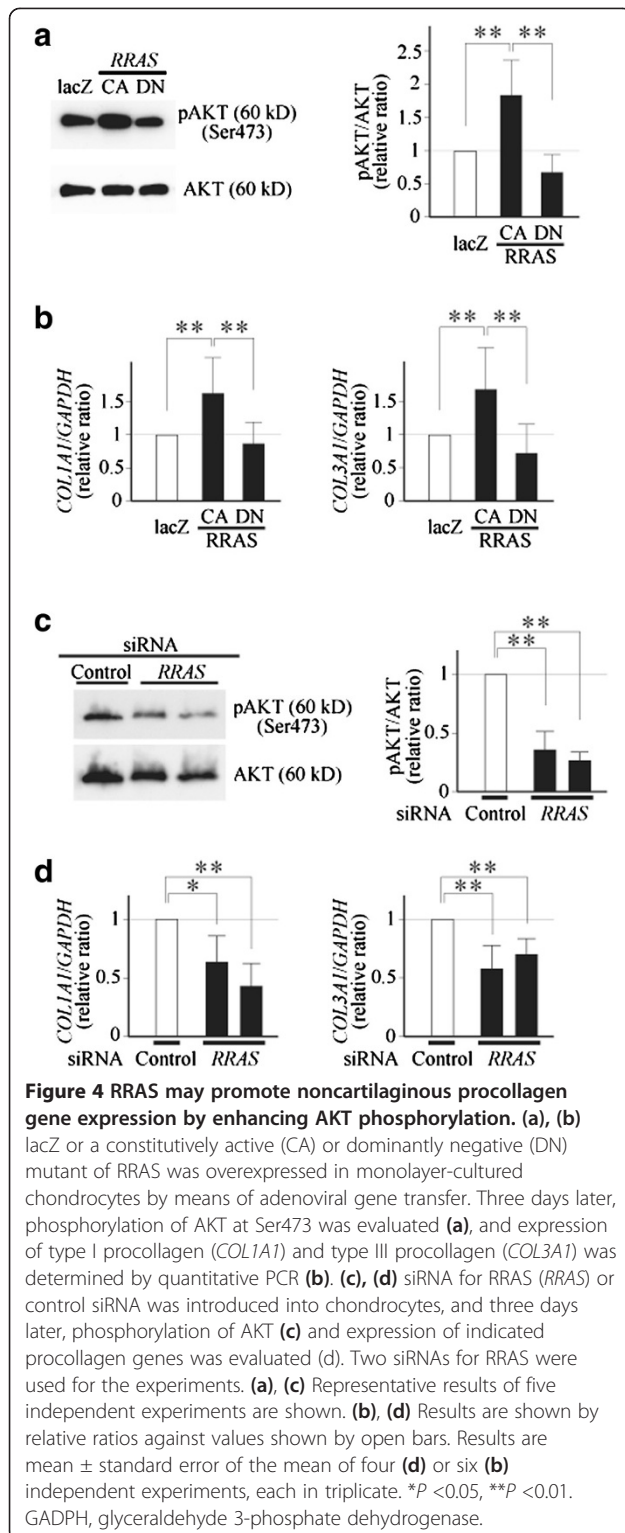 a
RRAS
lacZ CA DN
pAKT (60 kD)
(Ser473)
AKT (60 kD)
pAKT/AKT
(relative ratio)
2.5
2
1.5
1
0.5
0
** **
lacZ CA DN
RRAS
b
COL1A1/GAPDH
(relative ratio)
1.5
1
0.5
0
** **
lacZ CA DN
RRAS
COL3A1/GAPDH
(relative ratio)
1.5
1
0.5
0
** **
lacZ CA DN
RRAS
c
siRNA
Control RRAS
pAKT (60 kD)
(Ser473)
AKT (60 kD)
pAKT/AKT
(relative ratio)
1
0.5
0
**
**
siRNA Control RRAS
d
COL1A1/GAPDH
(relative ratio)
1
0.5
0
**
*
siRNA Control RRAS
COL3A1/GAPDH
(relative ratio)
1
0.5
0
**
**
siRNA Control RRAS
Figure 4 RRAS may promote noncartilaginous procollagen
gene expression by enhancing AKT phosphorylation. (a), (b)
lacZ or a constitutively active (CA) or dominantly negative (DN)
mutant of RRAS was overexpressed in monolayer-cultured
chondrocytes by means of adenoviral gene transfer. Three days later,
phosphorylation of AKT at Ser473 was evaluated (a), and expression
of type I procollagen (COL1A1) and type III procollagen (COL3A1) was
determined by quantitative PCR (b). (c), (d) siRNA for RRAS (RRAS) or
control siRNA was introduced into chondrocytes, and three days
later, phosphorylation of AKT (c) and expression of indicated
procollagen genes was evaluated (d). Two siRNAs for RRAS were
used for the experiments. (a), (c) Representative results of five
independent experiments are shown. (b), (d) Results are shown by
relative ratios against values shown by open bars. Results are
mean ± standard error of the mean of four (d) or six (b)
independent experiments, each in triplicate. *P <0.05, **P <0.01.
GADPH, glyceraldehyde 3-phosphate dehydrogenase.